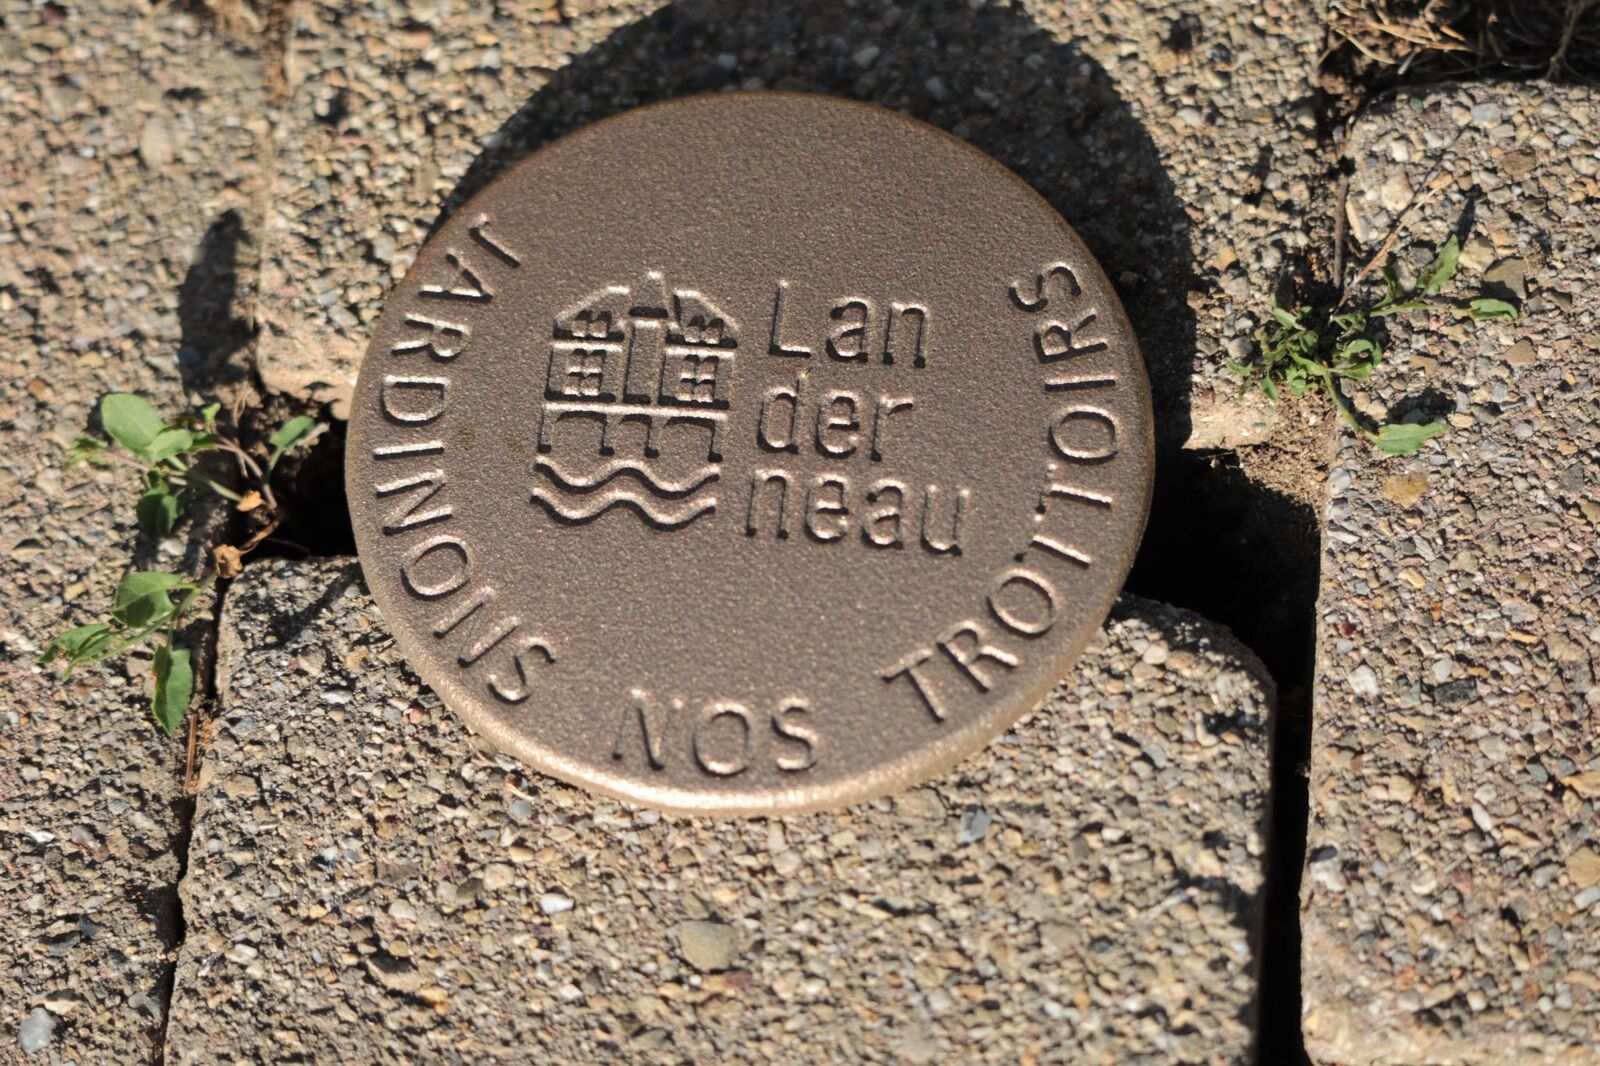 Lan
der
neau
JARDINONS NOS TROTTOIRS